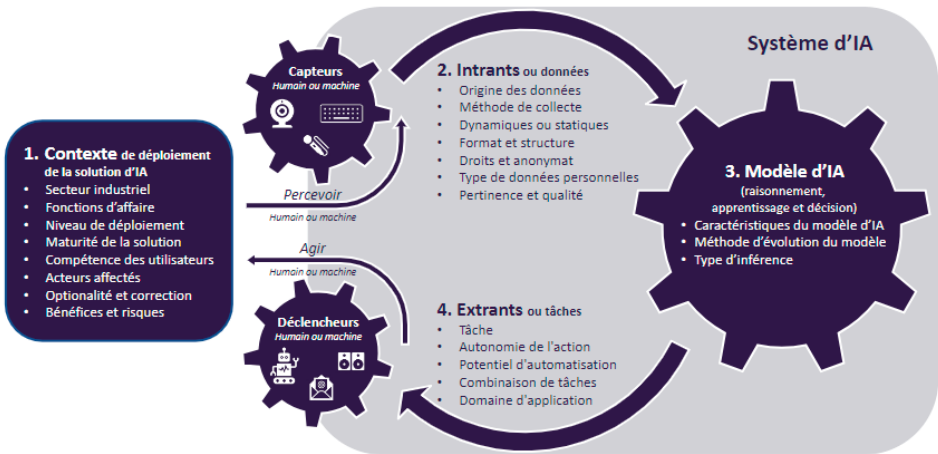 Système d'IA
1. Contexte de déploiement
de la solution d'IA
• Secteur industriel
• Fonctions d'affaire
• Niveau de déploiement
• Maturité de la solution
• Compétence des utilisateurs
• Acteurs affectés
• Optionalité et correction
• Bénéfices et risques
Capteurs
Humain ou machine
Percevoir
Humain ou machine
Agir
Humain ou machine
Déclencheurs
Humain ou machine
2. Intrants ou données
• Origine des données
• Méthode de collecte
• Dynamiques ou statiques
• Format et structure
• Droits et anonymat
• Type de données personnelles
• Pertinence et qualité
3. Modèle d'IA
(raisonnement,
apprentissage et décision)
• Caractéristiques du modèle d'IA
• Méthode d'évolution du modèle
• Type d'inférence
4. Extrants ou tâches
• Tâche
• Autonomie de l'action
• Potentiel d'automatisation
• Combinaison de tâches
• Domaine d'application